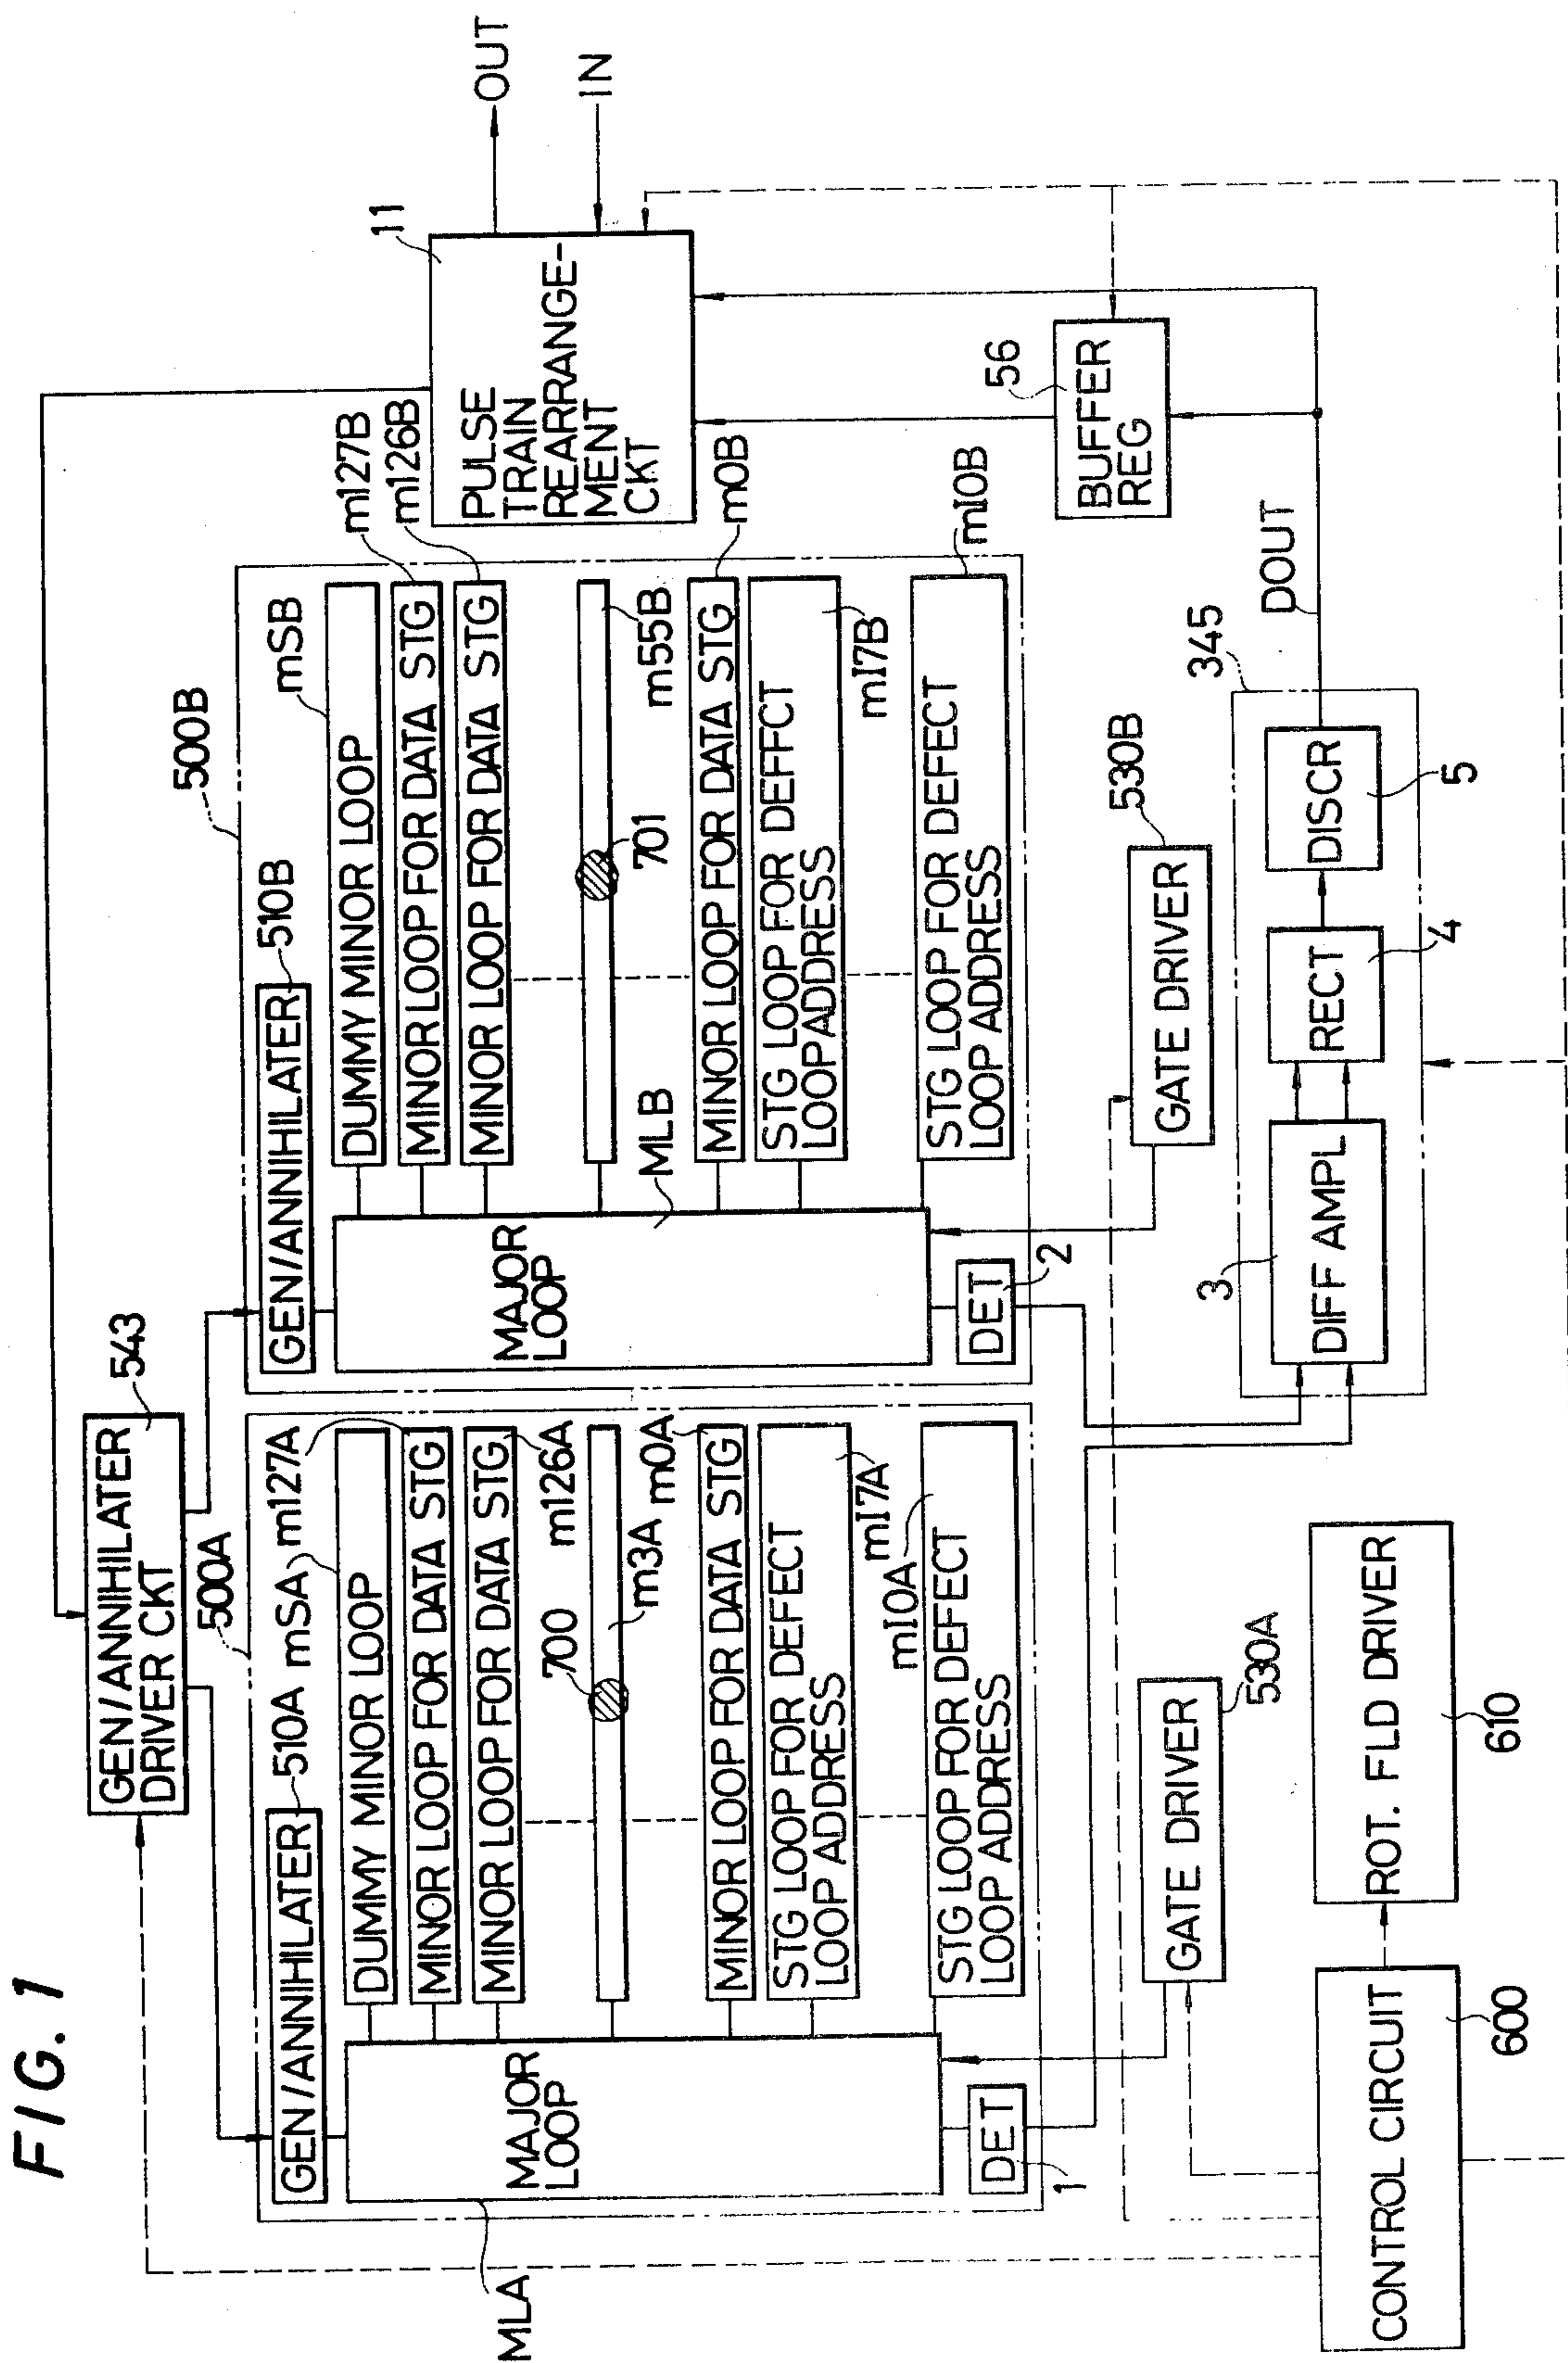 FIG. 1
GEN/ANNIHILATER
DRIVER CKT
543
500A
510A
mSA
m127A
GEN/ANNIHILATER
DUMMY MINOR LOOP
MINOR LOOP FOR DATA STG
MINOR LOOP FOR DATA STG
m126A
700
m3A
m0A
MINOR LOOP FOR DATA STG
STG LOOP FOR DEFECT
LOOP ADDRESS
mI7A
mI0A
STG LOOP FOR DEFECT
LOOP ADDRESS
MAJOR
LOOP
MLA
DET
1
500B
510B
mSB
m127B
m126B
GEN/ANNIHILATER
DUMMY MINOR LOOP
MINOR LOOP FOR DATA STG
MINOR LOOP FOR DATA STG
701
m55B
m0B
MINOR LOOP FOR DATA STG
STG LOOP FOR DEFFCT
LOOP ADDRESS
mI7B
mI0B
STG LOOP FOR DEFECT
LOOP ADDRESS
MAJOR
LOOP
MLB
DET
2
11
PULSE
TRAIN
REARRANGE-
MENT
CKT
OUT
IN
56
BUFFER
REG
DOUT
345
3
DIFF AMPL
RECT
4
DISCR
5
GATE DRIVER
530B
GATE DRIVER
530A
CONTROL CIRCUIT
600
ROT. FLD DRIVER
610